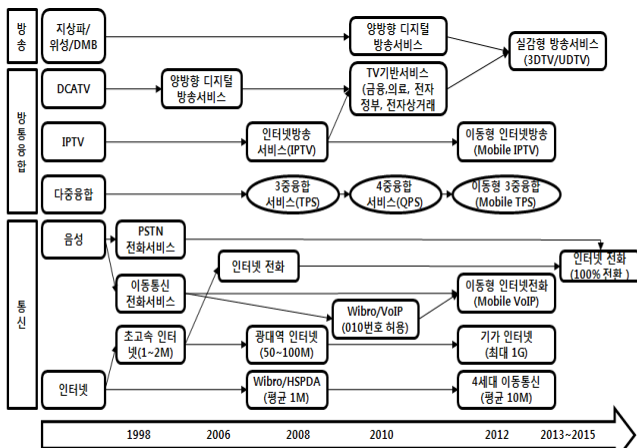 방
송
지상파/
위성/DMB
양방향 디지털
방송서비스
실감형 방송서비스
(3DTV/UDTV)
방
통
융
합
DCATV
양방향 디지털
방송서비스
TV기반서비스
(금융,의료, 전자
정부, 전자상거래
IPTV
인터넷방송
서비스(IPTV)
이동형 인터넷방송
(Mobile IPTV)
다중융합
3중융합
서비스(TPS)
4중융합
서비스(QPS)
이동형 3중융합
(Mobile TPS)
통
신
음성
PSTN
전화서비스
인터넷 전화
인터넷 전화
(100% 전환 )
이동통신
전화서비스
Wibro/VoIP
(010번호 허용)
이동형 인터넷전화
(Mobile VoIP)
초고속 인터
넷(1~2M)
광대역 인터넷
(50~100M)
기가 인터넷
(최대 1G)
인터넷
Wibro/HSPDA
(평균 1M)
4세대 이동통신
(평균 10M)
1998 2006 2008 2010 2012 2013~2015